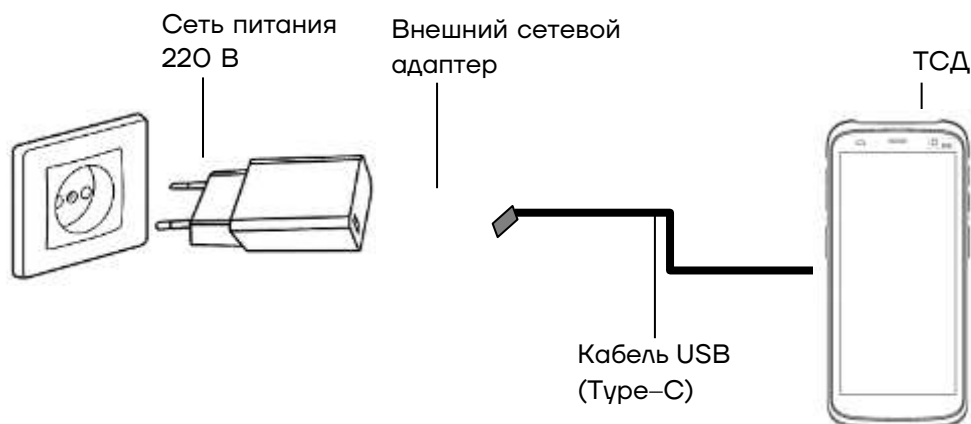 Сеть питания
220 В
Внешний сетевой
адаптер
ТСД
Кабель USB
(Type–C)